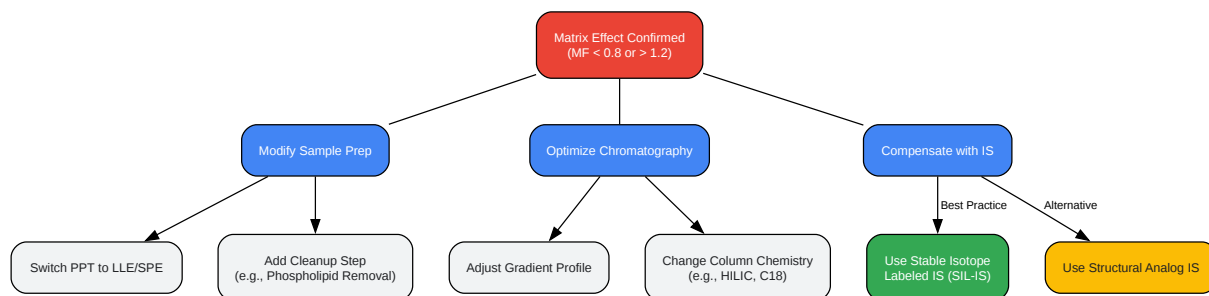 Matrix Effect Confirmed
(MF < 0.8 or > 1.2)
Modify Sample Prep
Optimize Chromatography
Compensate with IS
Best Practice
Alternative
Switch PPT to LLE/SPE
Add Cleanup Step
(e.g., Phospholipid Removal)
Adjust Gradient Profile
Change Column Chemistry
(e.g., HILIC, C18)
Use Stable Isotope
Labeled IS (SIL-IS)
Use Structural Analog IS